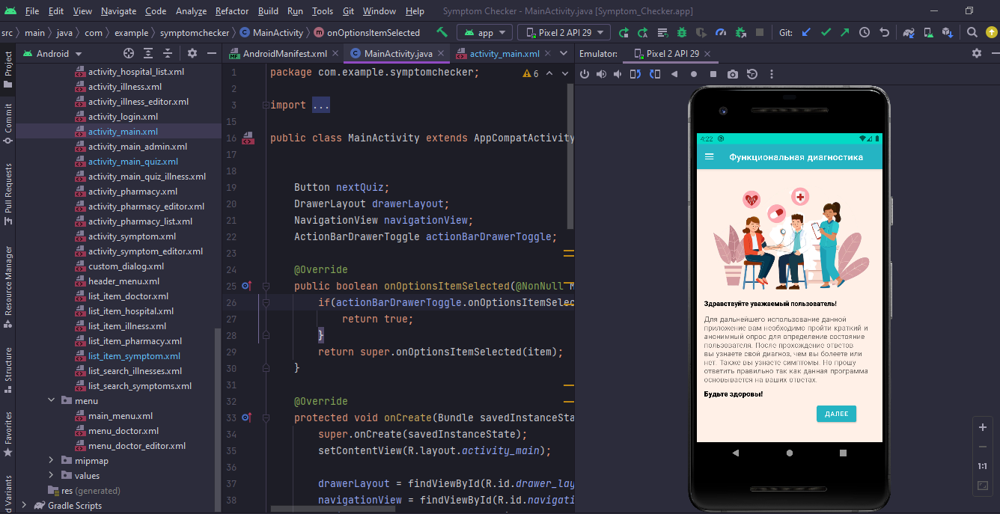 File Edit View Navigate Code Analyze Refactor Build Run Tools Git Window Help Symptom Checker - MainActivity.java [Symptom_Checker.app]
src main java com example symptomchecker MainActivity onOptionsItemSelected app Pixel 2 API 29 Git:
Project
Commit
Pull Requests
Resource Manager
Structure
Favorites
d Variants
Android
activity_hospital_list.xml
activity_illness.xml
activity_illness_editor.xml
activity_login.xml
activity_main.xml
activity_main_admin.xml
activity_main_quiz.xml
activity_main_quiz_illness.xml
activity_pharmacy.xml
activity_pharmacy_editor.xml
activity_pharmacy_list.xml
activity_symptom.xml
activity_symptom_editor.xml
custom_dialog.xml
header_menu.xml
list_item_doctor.xml
list_item_hospital.xml
list_item_illness.xml
list_item_pharmacy.xml
list_item_symptom.xml
list_search_illnesses.xml
list_search_symptoms.xml
menu
main_menu.xml
menu_doctor.xml
menu_doctor_editor.xml
mipmap
values
res (generated)
Gradle Scripts
AndroidManifest.xml MainActivity.java activity_main.xml
6
1 package com.example.symptomchecker;
2
3 import ...
15
16 public class MainActivity extends AppCompatActivity
17
18
19 Button nextQuiz;
20 DrawerLayout drawerLayout;
21 NavigationView navigationView;
22 ActionBarDrawerToggle actionBarDrawerToggle;
23
24 @Override
25 public boolean onOptionsItemSelected(@NonNull M
26 if(actionBarDrawerToggle.onOptionsItemSelec
27 return true;
28 }
29 return super.onOptionsItemSelected(item);
30 }
31
32 @Override
33 protected void onCreate(Bundle savedInstanceSta
34 super.onCreate(savedInstanceState);
35 setContentView(R.layout.activity_main);
36
37 drawerLayout = findViewById(R.id.drawer_lay
38 navigationView = findViewById(R.id.navigati
Emulator: Pixel 2 API 29
4:22
Функциональная диагностика
Здравствуйте уважаемый пользователь!
Для дальнейшего использование данной
приложение вам необходимо пройти краткий и
анонимный опрос для определение состояние
пользователя. После прохождение ответов
вы узнаете свой диагноз, чем вы болеете или
нет. Также вы узнаете симптомы. Но прошу
ответить правильно так как данная программа
основывается на ваших ответах.
Будьте здоровы!
ДАЛЕЕ
1:1